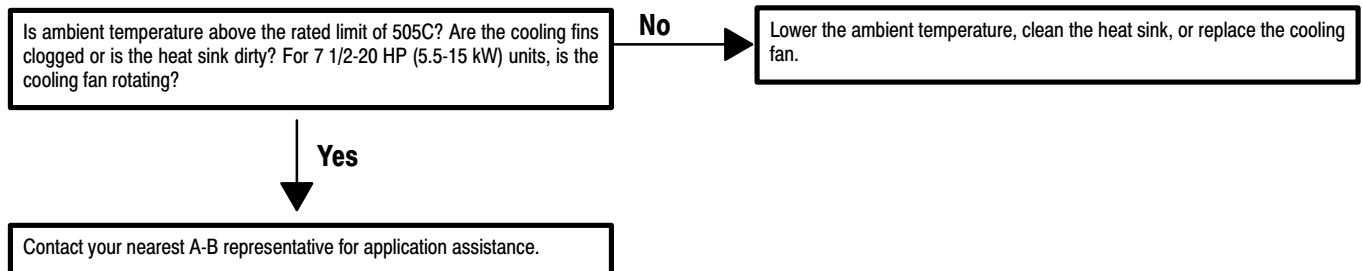 Is ambient temperature above the rated limit of 505C? Are the cooling fins
clogged or is the heat sink dirty? For 7 1/2-20 HP (5.5-15 kW) units, is the
cooling fan rotating?
No
Lower the ambient temperature, clean the heat sink, or replace the cooling
fan.
Yes
Contact your nearest A-B representative for application assistance.